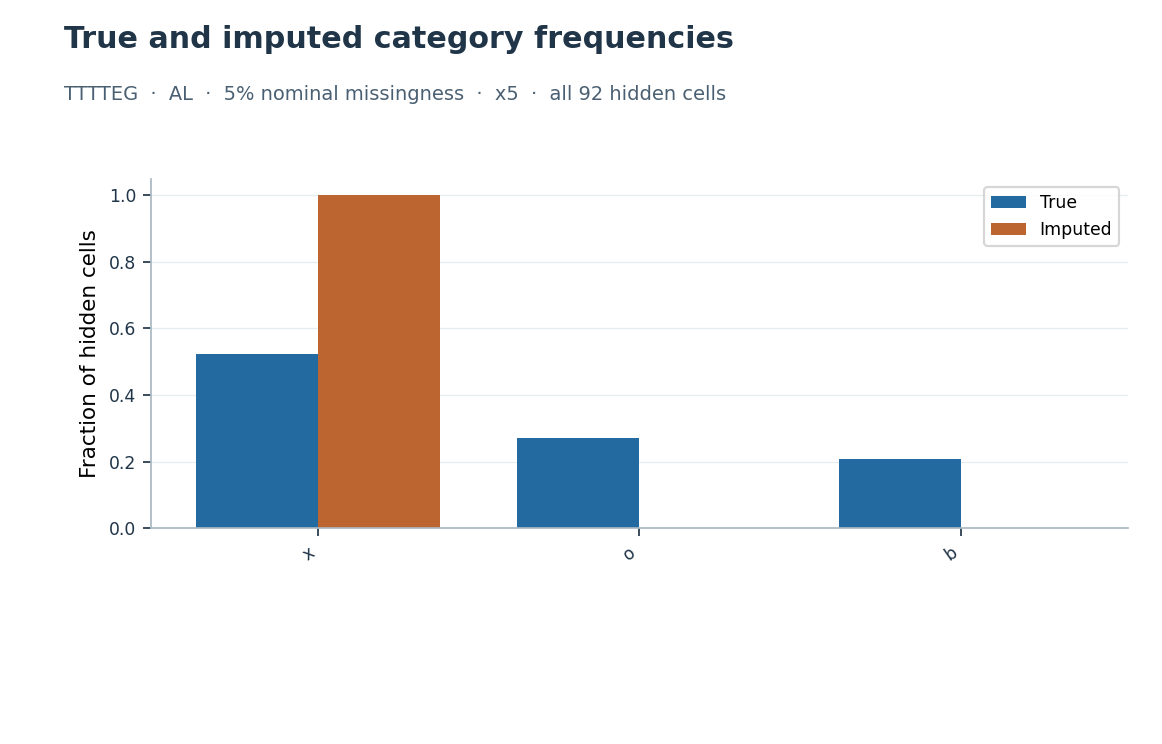 True and imputed category frequencies
TTTTEG · AL · 5% nominal missingness · x5 · all 92 hidden cells
Fraction of hidden cells
1.0
0.8
0.6
0.4
0.2
0.0
True
Imputed
x
o
b